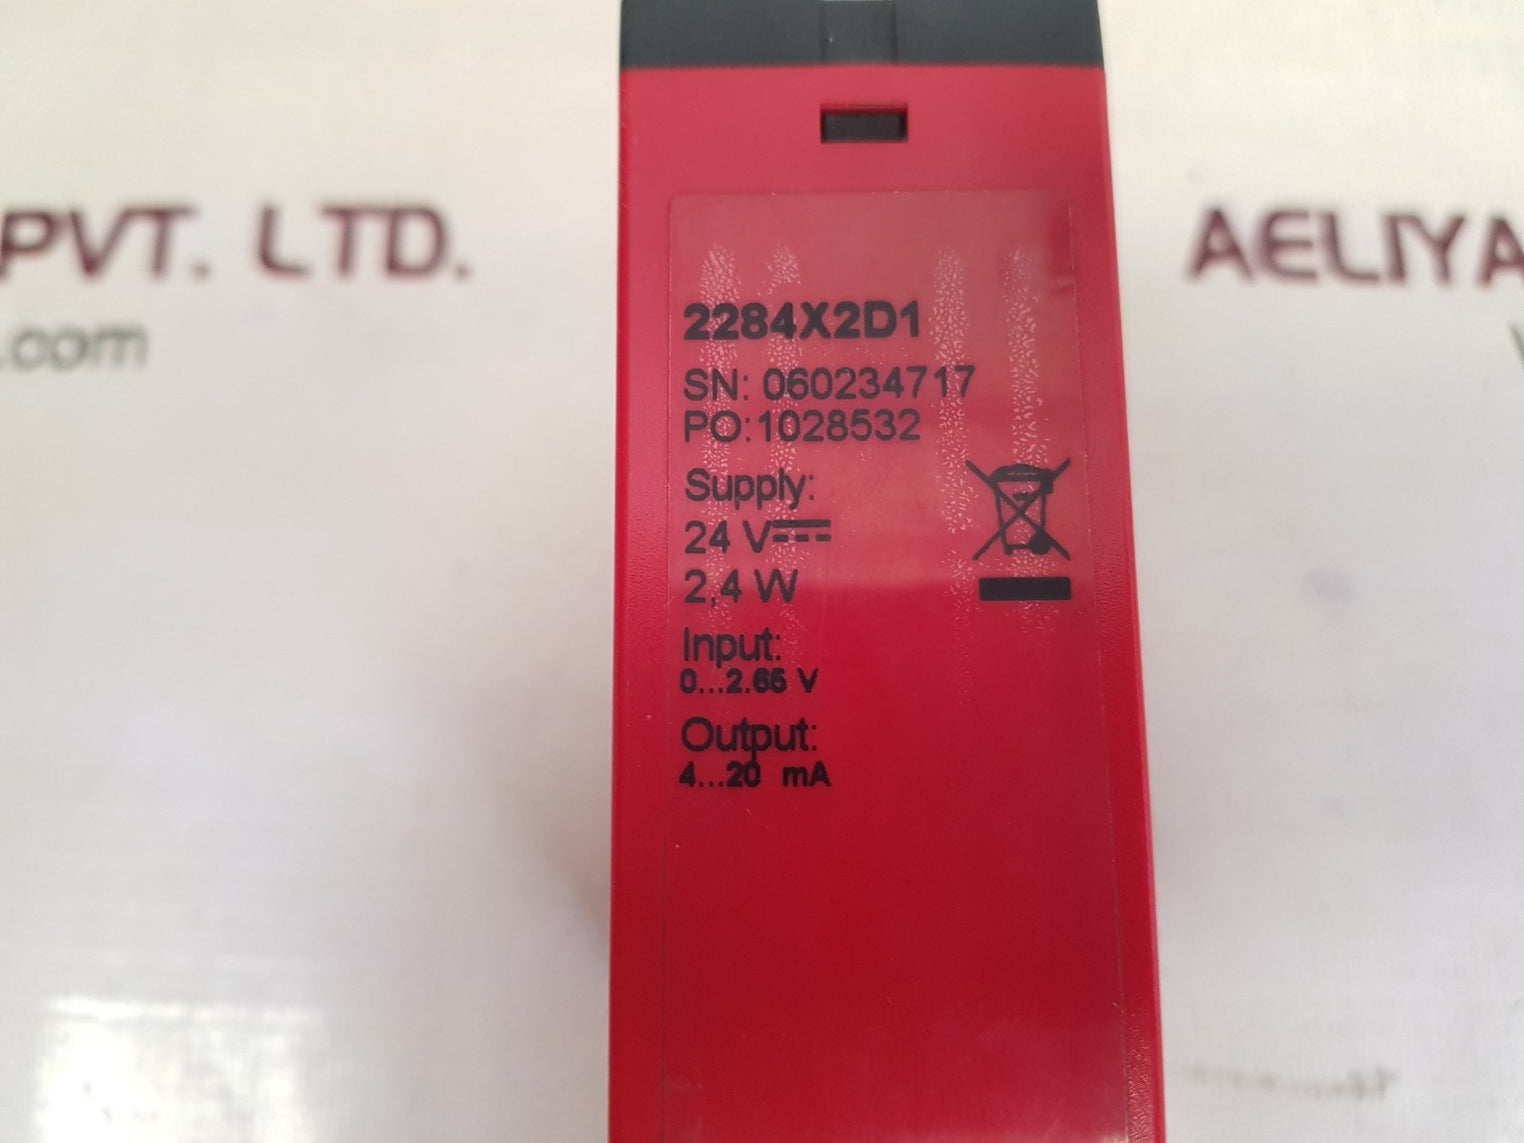 PVT. LTD.
.com
AELIYA
2284X2D1
SN: 060234717
PO:1028532
Supply:
24 V
2,4 W
Input:
0...2.65 V
Output:
4...20 mA